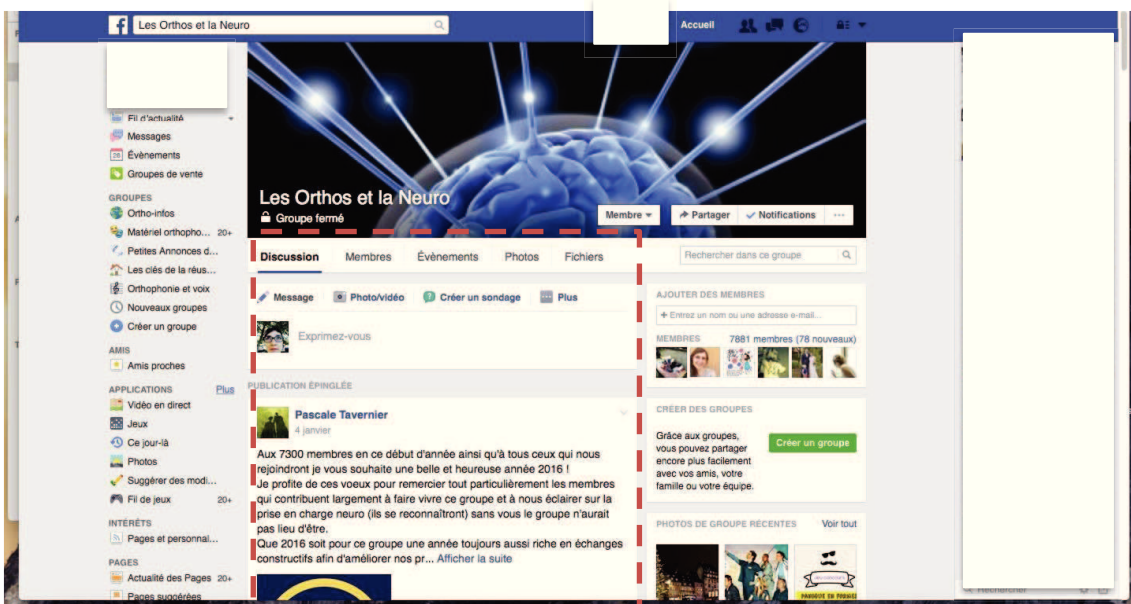 Les Orthos et la Neuro
Accueil
Fil d'actualité
Messages
Évènements
Groupes de vente
GROUPES
Ortho-infos
Matériel orthopho... 20+
Petites Annonces d...
Les clés de la réus...
Orthophonie et voix
Nouveaux groupes
Créer un groupe
AMIS
Amis proches
APPLICATIONS Plus
Vidéo en direct
Jeux
Ce jour-là
Photos
Suggérer des modi...
Fil de jeux 20+
INTÉRÊTS
Pages et personnal...
PAGES
Actualité des Pages 20+
Pages suggérées
Les Orthos et la Neuro
Groupe fermé
Membre
Partager
Notifications
Discussion Membres Évènements Photos Fichiers
Rechercher dans ce groupe
Message Photo/vidéo Créer un sondage Plus
Exprimez-vous
PUBLICATION ÉPINGLÉE
Pascale Tavernier
4 janvier
Aux 7300 membres en ce début d'année ainsi qu'à tous ceux qui nous
rejoindront je vous souhaite une belle et heureuse année 2016 !
Je profite de ces voeux pour remercier tout particulièrement les membres
qui contribuent largement à faire vivre ce groupe et à nous éclairer sur la
prise en charge neuro (ils se reconnaîtront) sans vous le groupe n'aurait
pas lieu d'être.
Que 2016 soit pour ce groupe une année toujours aussi riche en échanges
constructifs afin d'améliorer nos pr... Afficher la suite
AJOUTER DES MEMBRES
+ Entrez un nom ou une adresse e-mail...
MEMBRES 7881 membres (78 nouveaux)
CRÉER DES GROUPES
Grâce aux groupes,
vous pouvez partager
encore plus facilement
avec vos amis, votre
famille ou votre équipe.
Créer un groupe
PHOTOS DE GROUPE RÉCENTES Voir tout
Rechercher